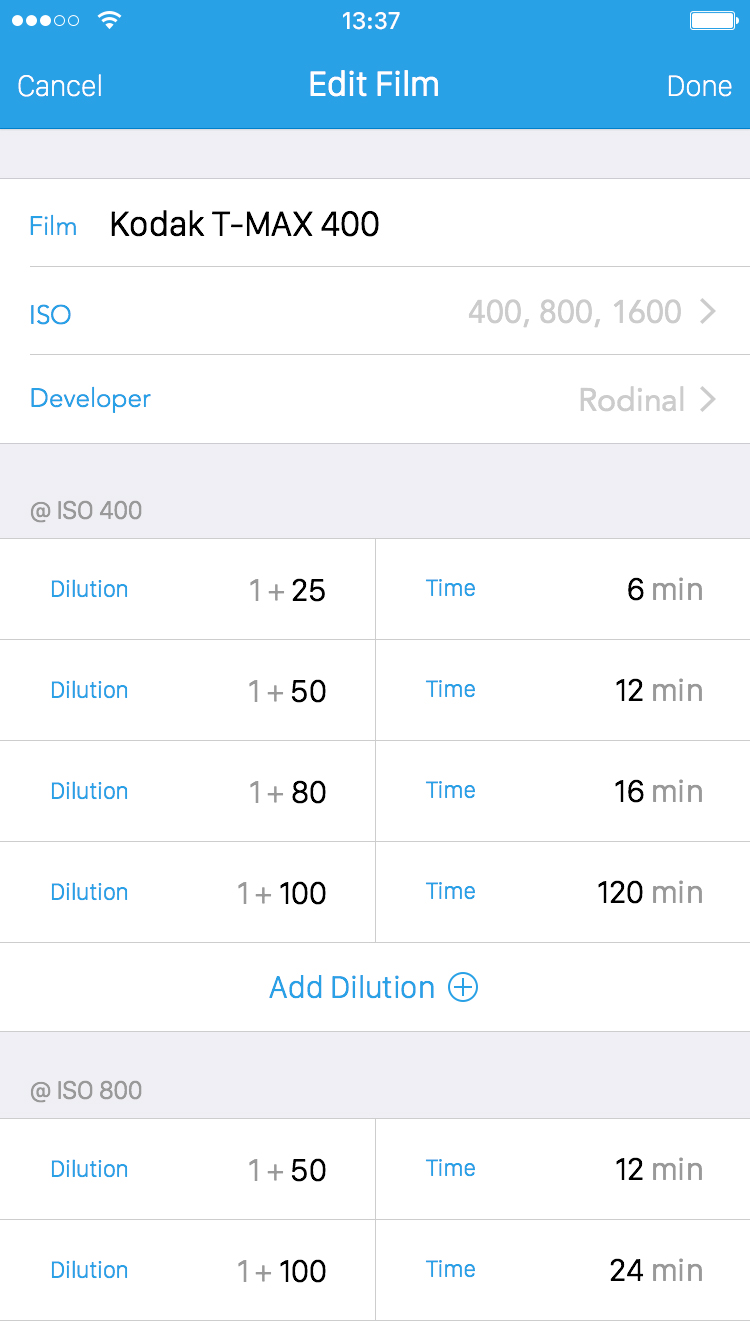 13:37
Cancel Edit Film Done
Film Kodak T-MAX 400
ISO 400, 800, 1600
Developer Rodinal
@ ISO 400
Dilution 1 + 25 Time 6 min
Dilution 1 + 50 Time 12 min
Dilution 1 + 80 Time 16 min
Dilution 1 + 100 Time 120 min
Add Dilution
@ ISO 800
Dilution 1 + 50 Time 12 min
Dilution 1 + 100 Time 24 min